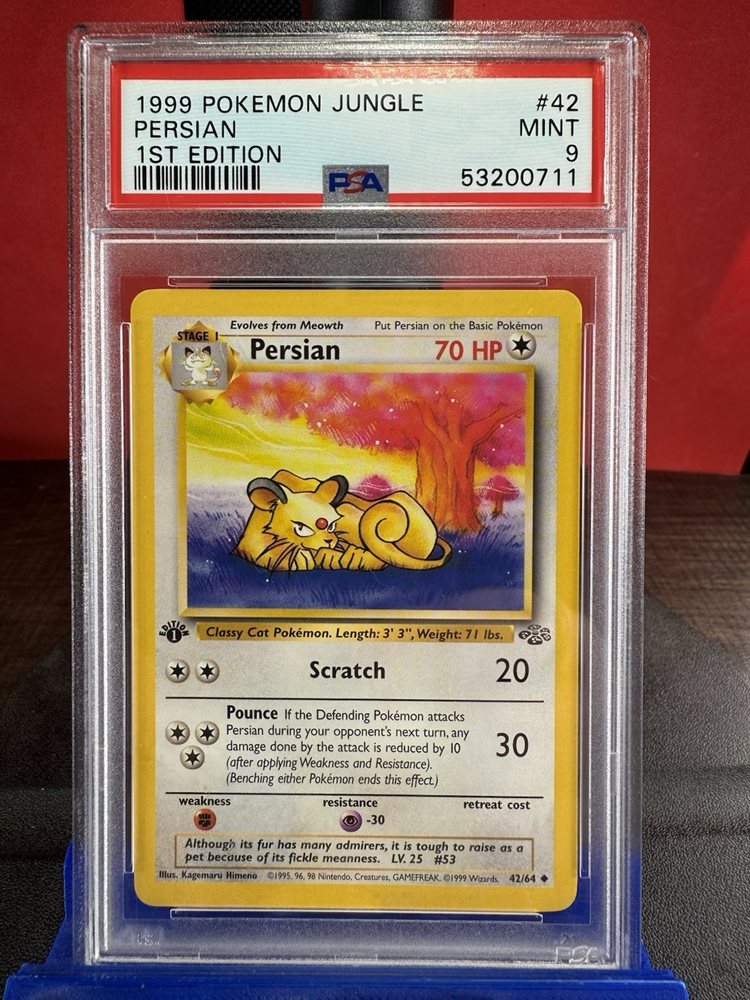 1999 POKEMON JUNGLE #42
PERSIAN MINT
1ST EDITION 9
PSA 53200711
Evolves from Meowth Put Persian on the Basic Pokémon
STAGE 1
Persian 70 HP
EDITION 1
Classy Cat Pokémon. Length: 3' 3", Weight: 71 lbs.
Scratch 20
Pounce If the Defending Pokémon attacks
Persian during your opponent's next turn, any
damage done by the attack is reduced by 10
(after applying Weakness and Resistance).
(Benching either Pokémon ends this effect.)
30
weakness resistance retreat cost
-30
Although its fur has many admirers, it is tough to raise as a
pet because of its fickle meanness. LV. 25 #53
Illus. Kagemaru Himeno ©1995, 96, 98 Nintendo, Creatures, GAMEFREAK. ©1999 Wizards. 42/64